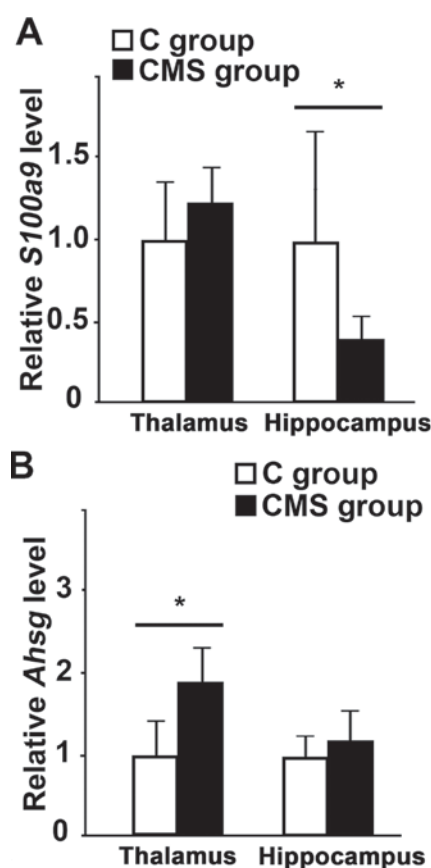 A
C group
CMS group
*
Relative S100a9 level
1.5
1.0
0.5
0
Thalamus Hippocampus
B
C group
CMS group
*
Relative Ahsg level
3
2
1
0
Thalamus Hippocampus